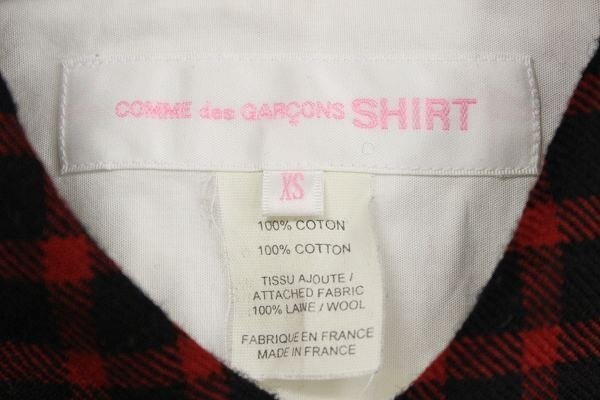 COMME des GARÇONS SHIRT
XS
100% COTON
100% COTTON
TISSU AJOUTE /
ATTACHED FABRIC
100% LAINE / WOOL
FABRIQUE EN FRANCE
MADE IN FRANCE